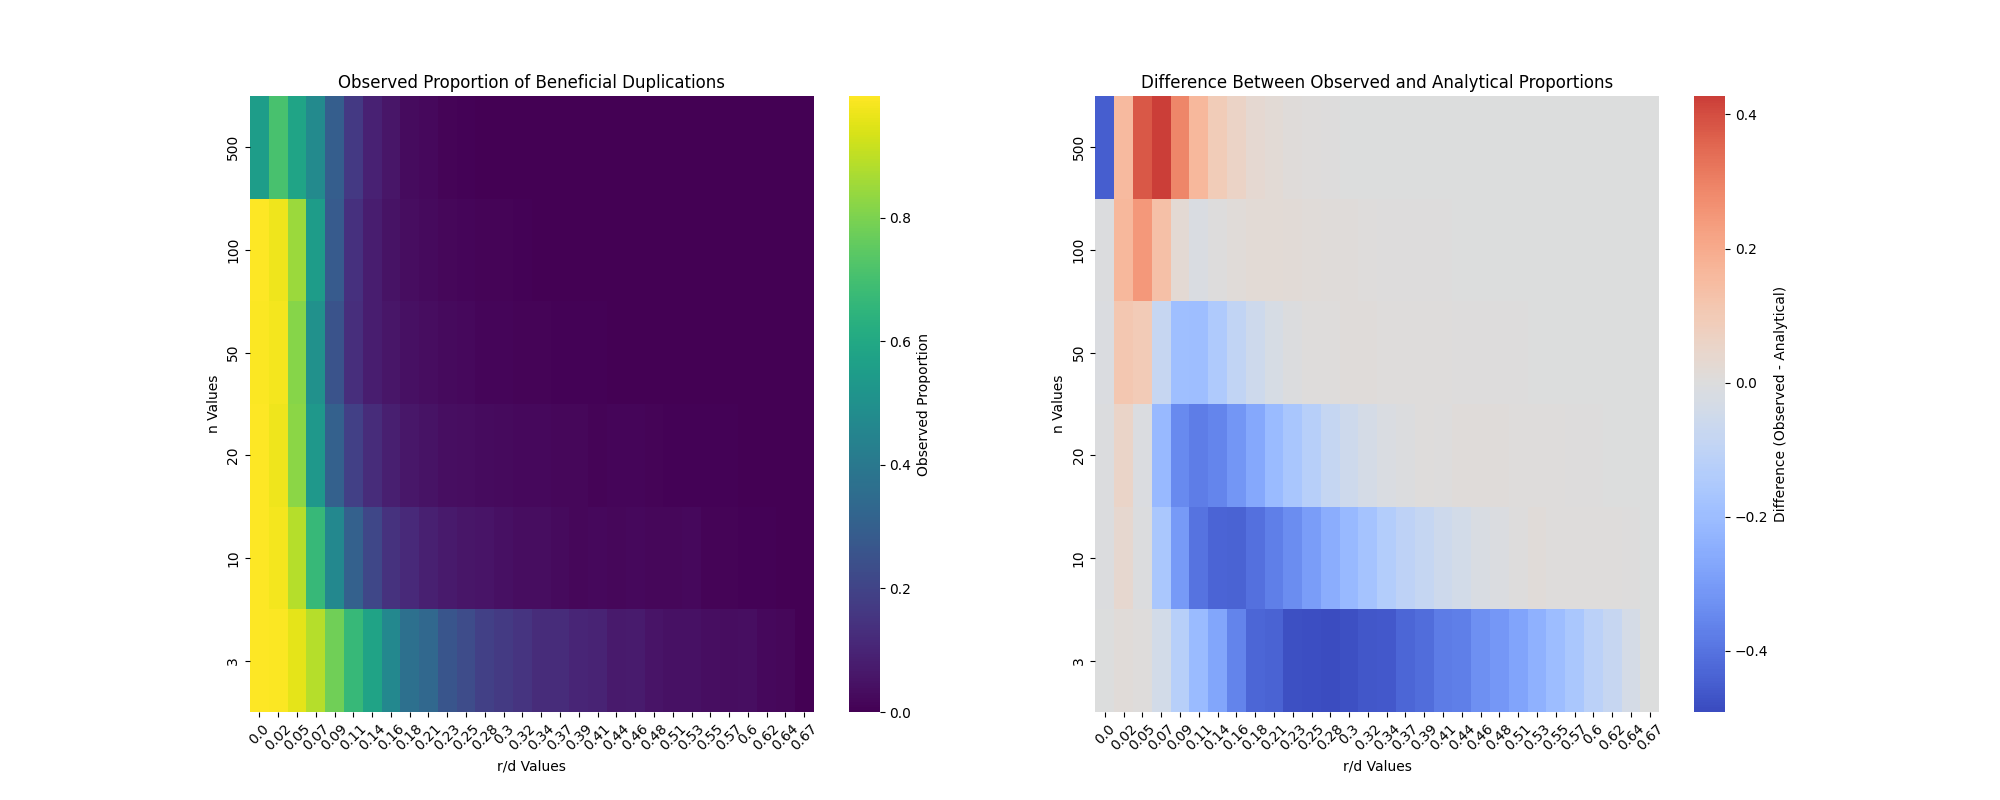 Observed Proportion of Beneficial Duplications
n Values
500
100
50
20
10
3
0.0 0.02 0.05 0.07 0.09 0.11 0.14 0.16 0.18 0.21 0.23 0.25 0.28 0.3 0.32 0.34 0.37 0.39 0.41 0.44 0.46 0.48 0.51 0.53 0.55 0.57 0.6 0.62 0.64 0.67
r/d Values
0.8
0.6
0.4
0.2
0.0
Observed Proportion
Difference Between Observed and Analytical Proportions
n Values
500
100
50
20
10
3
0.0 0.02 0.05 0.07 0.09 0.11 0.14 0.16 0.18 0.21 0.23 0.25 0.28 0.3 0.32 0.34 0.37 0.39 0.41 0.44 0.46 0.48 0.51 0.53 0.55 0.57 0.6 0.62 0.64 0.67
r/d Values
0.4
0.2
0.0
−0.2
−0.4
Difference (Observed - Analytical)